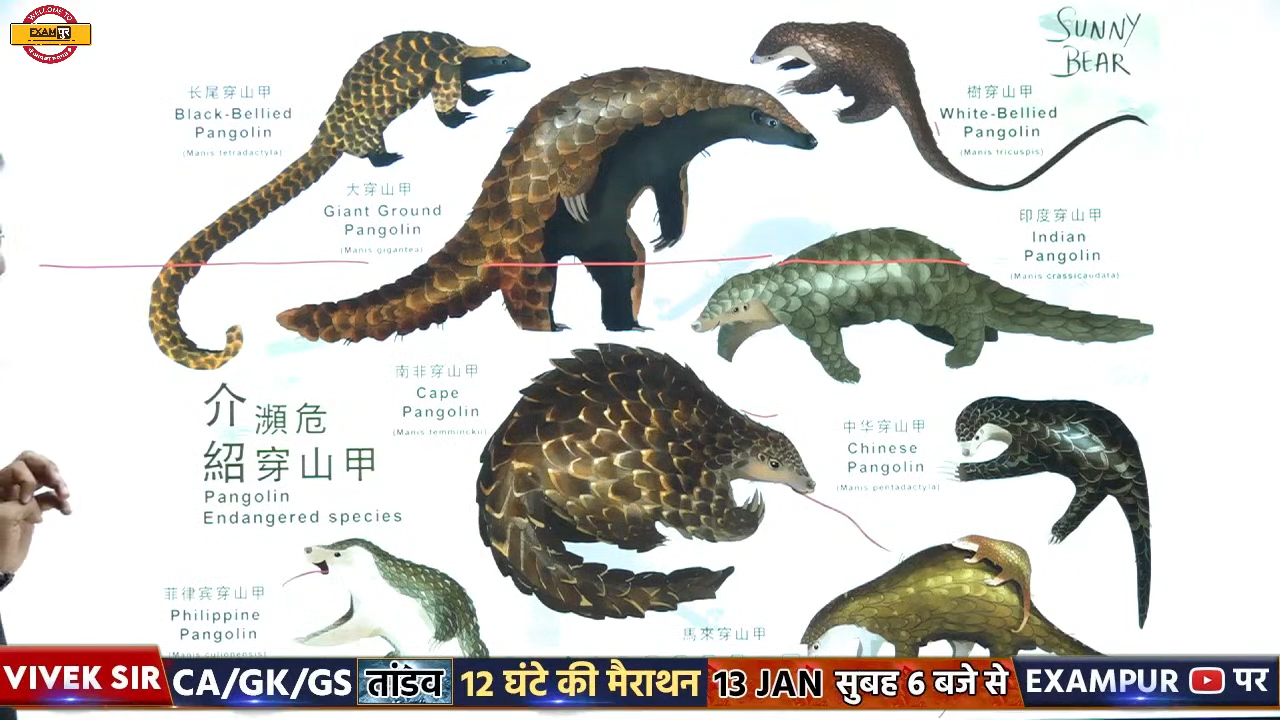 WELCOME TO
EXAMपुर
SUNNY
BEAR
长尾穿山甲
Black-Bellied
Pangolin
(Manis tetradactyla)
樹穿山甲
White-Bellied
Pangolin
(Manis tricuspis)
大穿山甲
Giant Ground
Pangolin
(Manis gigantea)
印度穿山甲
Indian
Pangolin
(Manis crassicaudata)
南非穿山甲
Cape
Pangolin
(Manis temminckii)
介紹
瀕危
穿山甲
Pangolin
Endangered species
中华穿山甲
Chinese
Pangolin
(Manis pentadactyla)
菲律宾穿山甲
Philippine
Pangolin
(Manis culionensis)
馬來穿山甲
VIVEK SIR
CA/GK/GS तांडव 12 घंटे की मैराथन 13 JAN सुबह 6 बजे से EXAMPUR पर